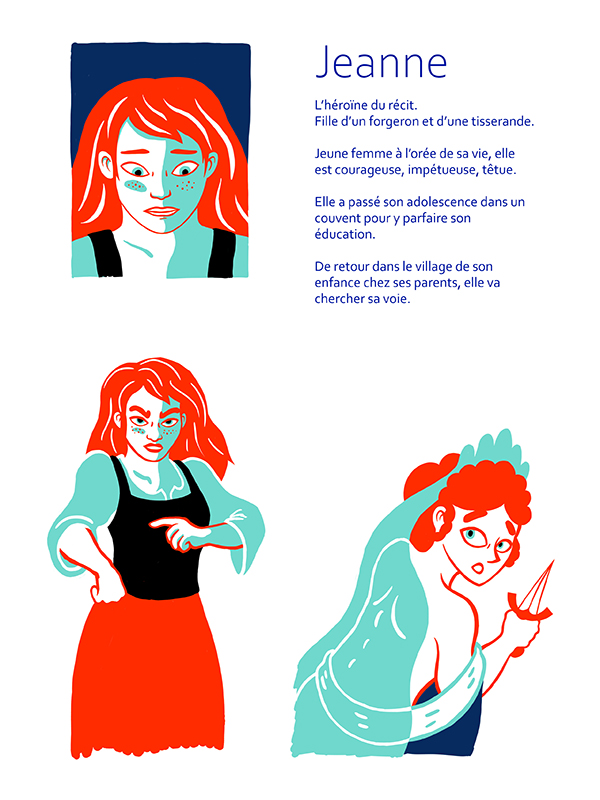 Jeanne
L'héroïne du récit.
Fille d'un forgeron et d'une tisserande.
Jeune femme à l'orée de sa vie, elle
est courageuse, impétueuse, têtue.
Elle a passé son adolescence dans un
couvent pour y parfaire son
éducation.
De retour dans le village de son
enfance chez ses parents, elle va
chercher sa voie.